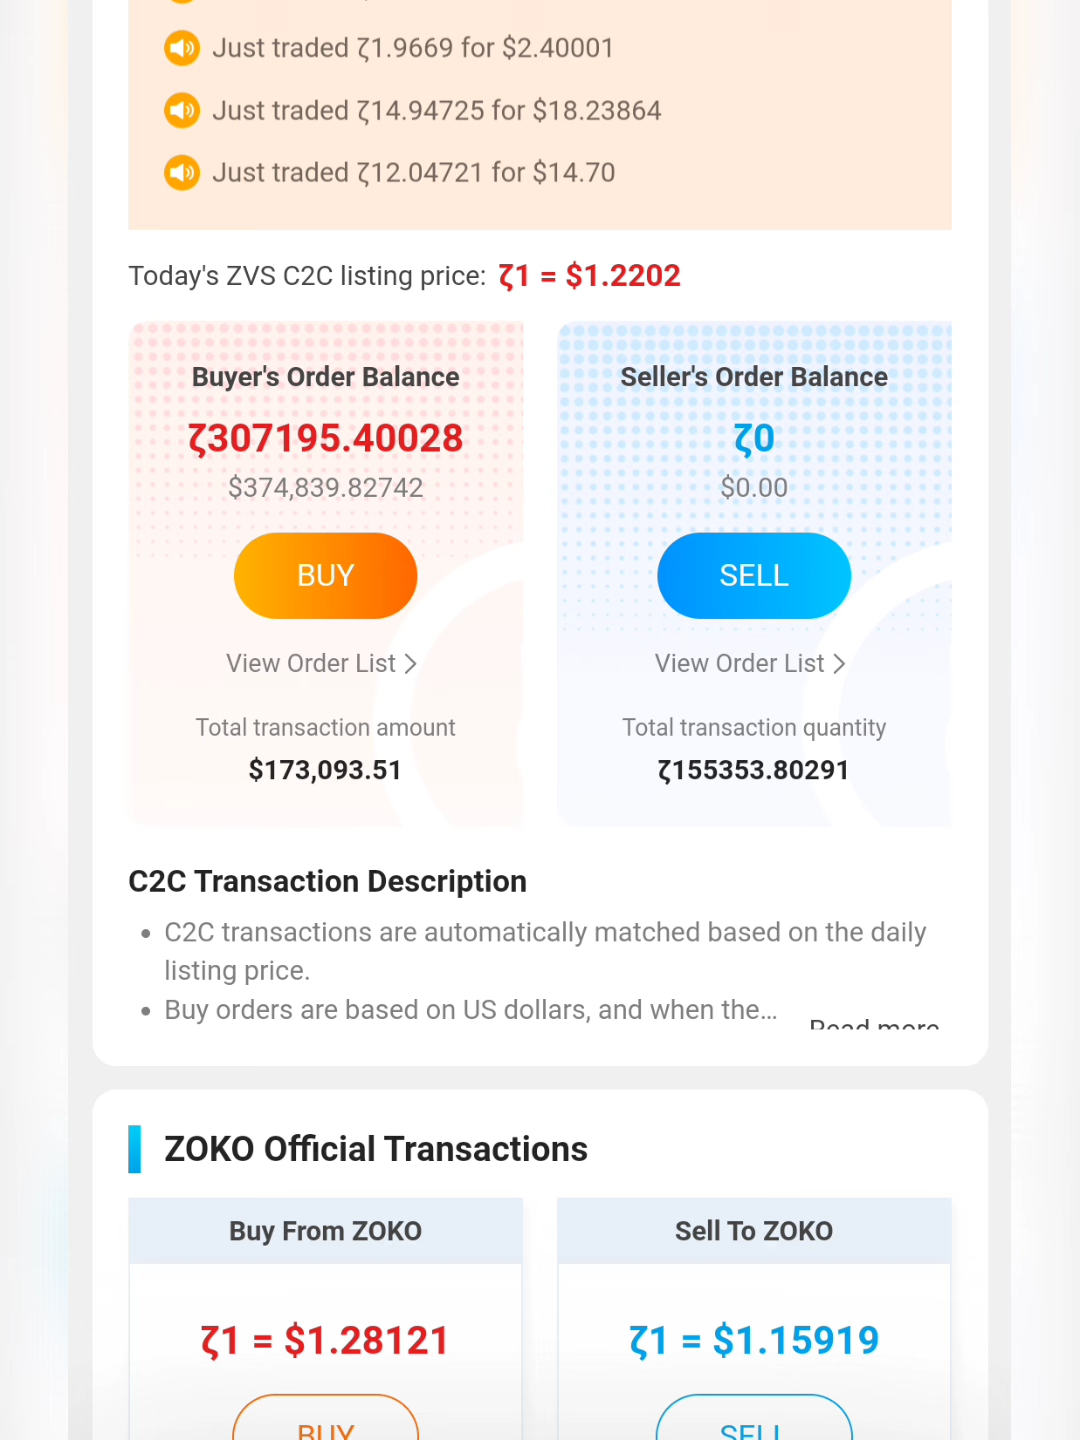 Just traded ζ1.9669 for $2.40001
Just traded ζ14.94725 for $18.23864
Just traded ζ12.04721 for $14.70
Today's ZVS C2C listing price: ζ1 = $1.2202
Buyer's Order Balance
ζ307195.40028
$374,839.82742
BUY
View Order List >
Total transaction amount
$173,093.51
Seller's Order Balance
ζ0
$0.00
SELL
View Order List >
Total transaction quantity
ζ155353.80291
C2C Transaction Description
• C2C transactions are automatically matched based on the daily
listing price.
• Buy orders are based on US dollars, and when the...
Read more
ZOKO Official Transactions
Buy From ZOKO
ζ1 = $1.28121
BUY
Sell To ZOKO
ζ1 = $1.15919
SELL